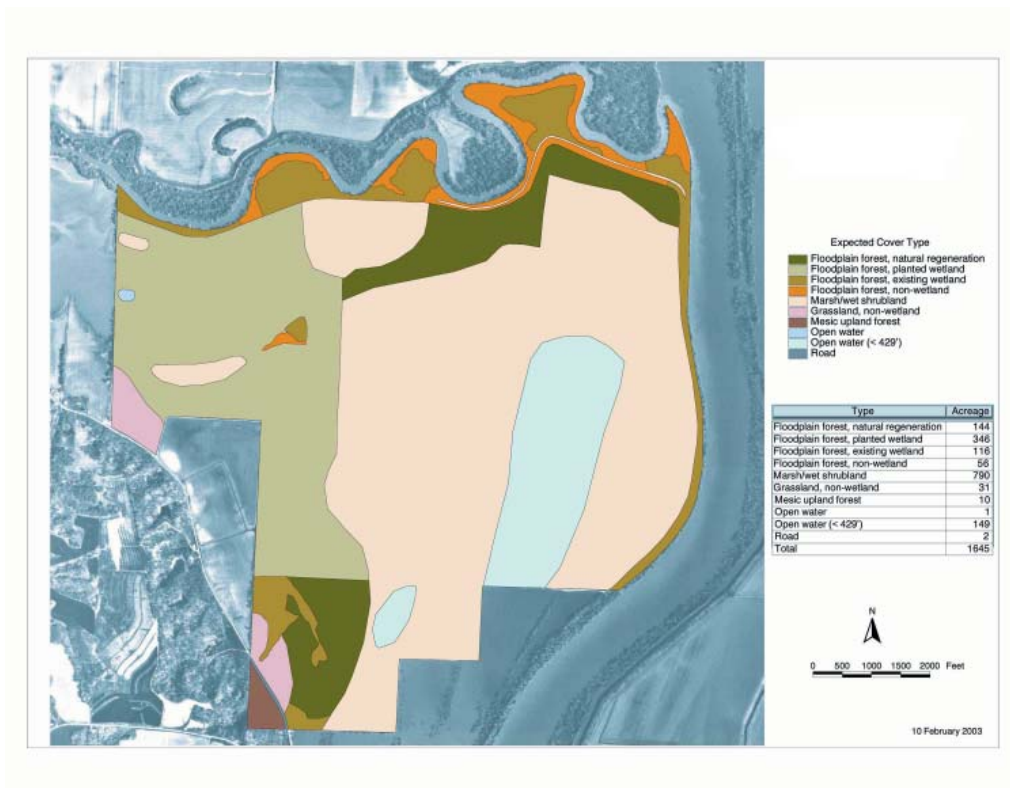 Expected Cover Type
Floodplain forest, natural regeneration
Floodplain forest, planted wetland
Floodplain forest, existing wetland
Floodplain forest, non-wetland
Marsh/wet shrubland
Grassland, non-wetland
Mesic upland forest
Open water
Open water (< 429')
Road
Type Acreage
Floodplain forest, natural regeneration 144
Floodplain forest, planted wetland 346
Floodplain forest, existing wetland 116
Floodplain forest, non-wetland 56
Marsh/wet shrubland 790
Grassland, non-wetland 31
Mesic upland forest 10
Open water 1
Open water (< 429') 149
Road 2
Total 1645
N
0 500 1000 1500 2000 Feet
10 February 2003